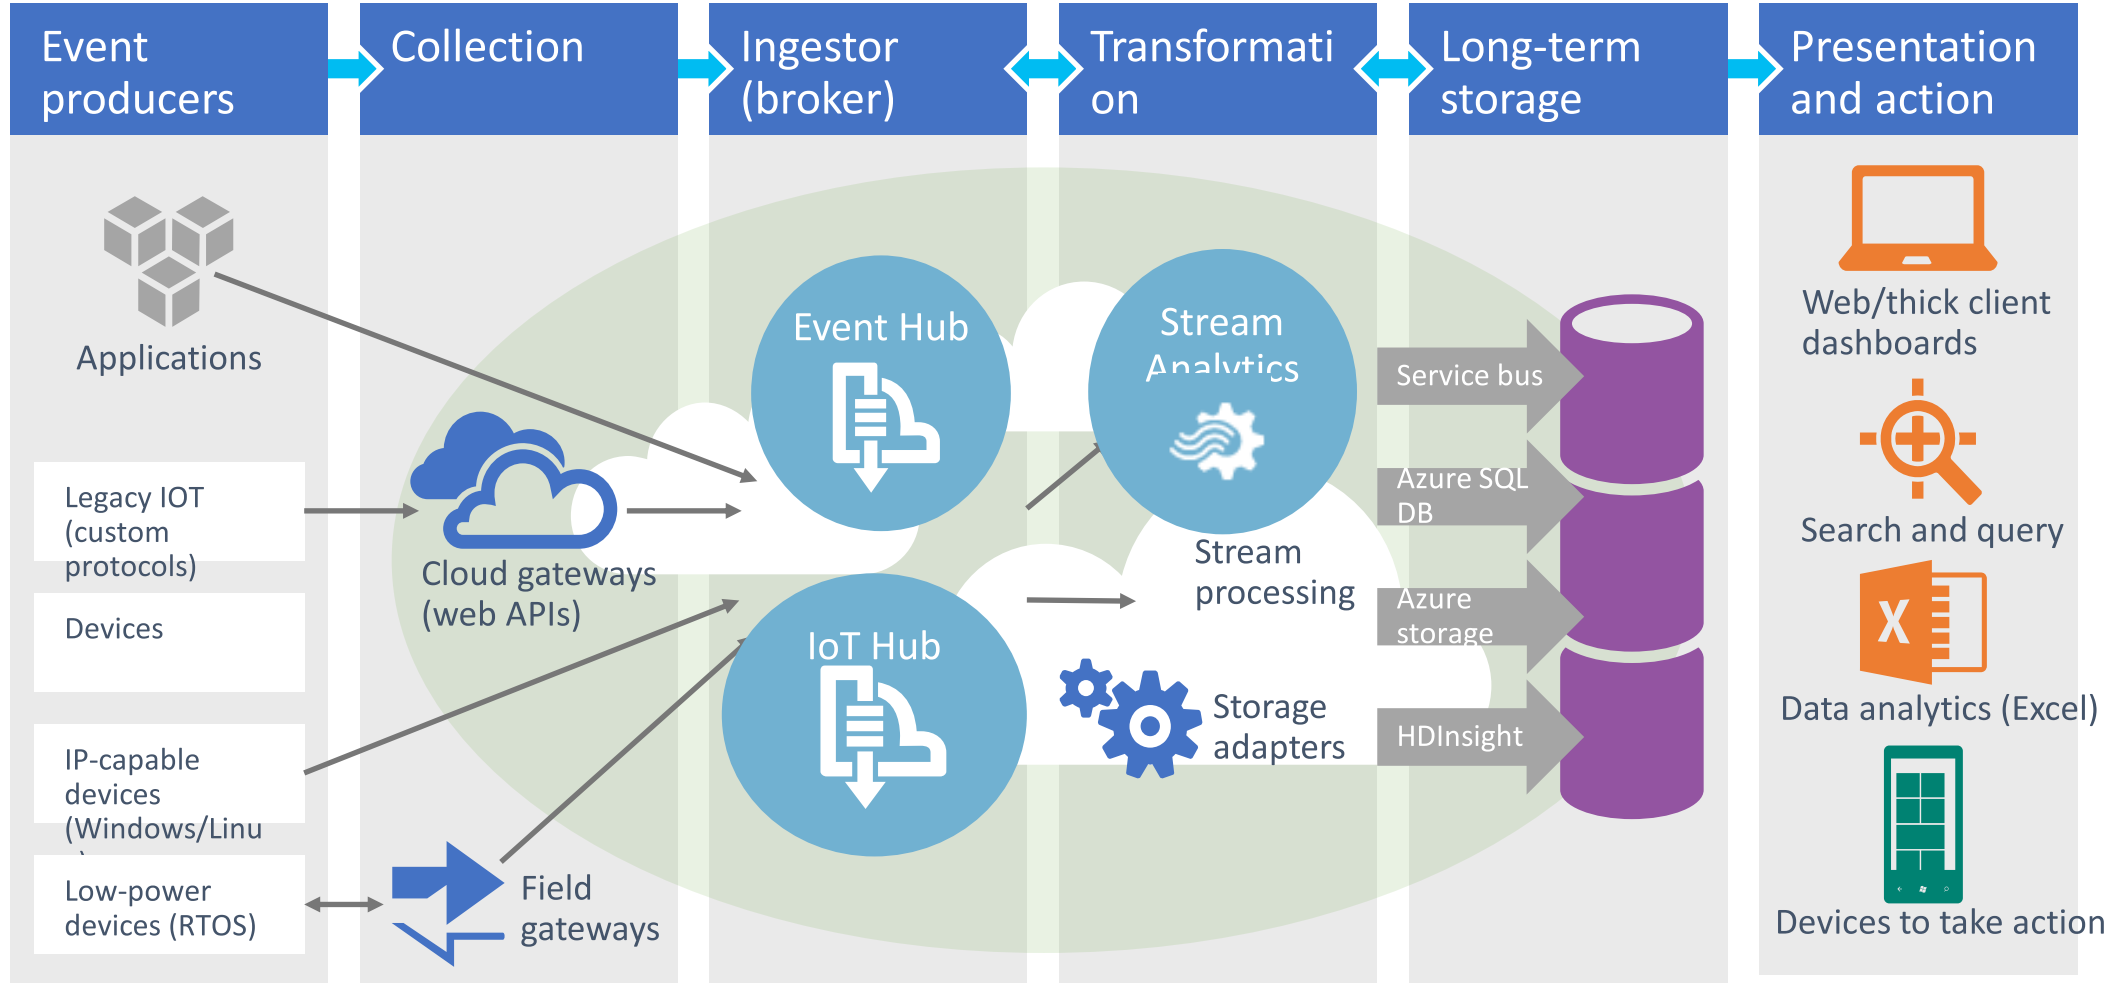 Event
producers
Collection
Ingestor
(broker)
Transformati
on
Long-term
storage
Presentation
and action
Applications
Legacy IOT
(custom
protocols)
Devices
IP-capable
devices
(Windows/Linu
Low-power
devices (RTOS)
Cloud gateways
(web APIs)
Field
gateways
Event Hub
IoT Hub
Stream
Analytics
Stream
processing
Storage
adapters
Service bus
Azure SQL
DB
Azure
storage
HDInsight
Web/thick client
dashboards
Search and query
X
Data analytics (Excel)
Devices to take action